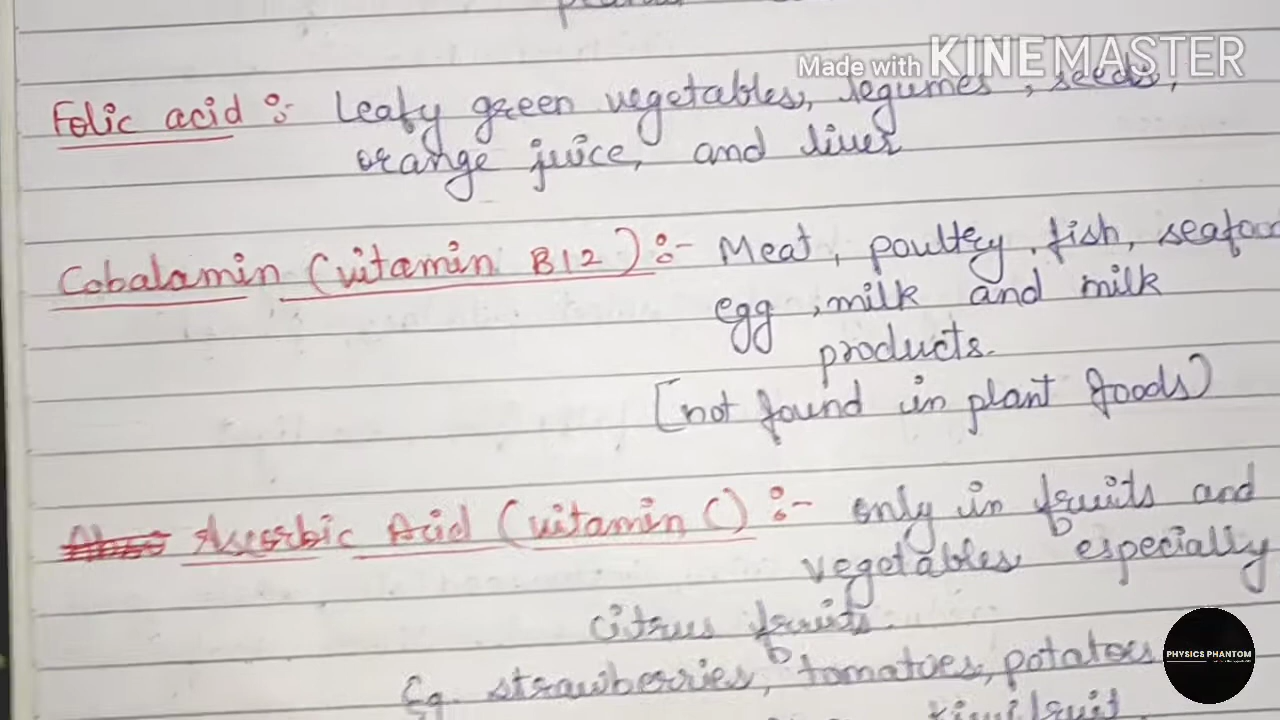 Made with KINEMASTER
Folic acid :- Leafy green vegetables, legumes, seeds,
orange juice, and liver
Cobalamin (vitamin B12) :- Meat, poultry, fish, seafood
egg, milk and milk
products.
[not found in plant foods)
Ascorbic Acid (vitamin C) :- only in fruits and
vegetables especially
citrus fruits.
Eg. strawberries, tomatoes, potatoes
kiwifruit.
PHYSICS PHANTOM